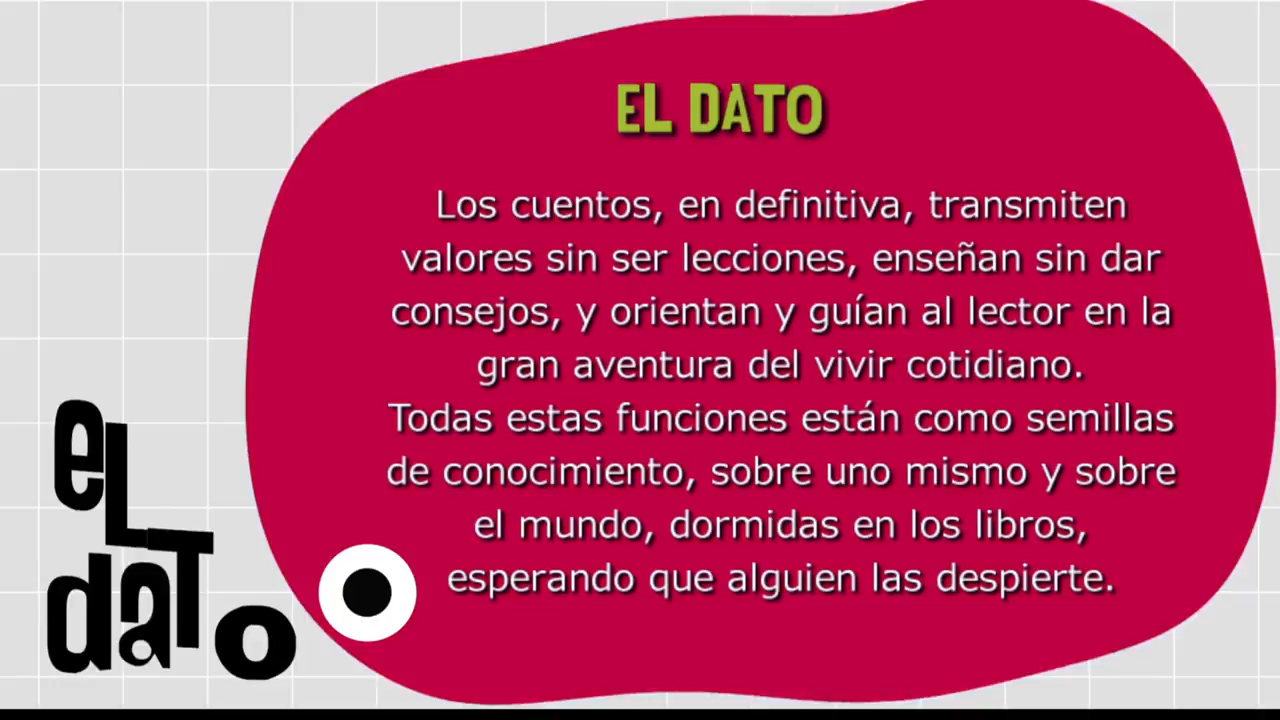 EL DATO
Los cuentos, en definitiva, transmiten
valores sin ser lecciones, enseñan sin dar
consejos, y orientan y guían al lector en la
gran aventura del vivir cotidiano.
Todas estas funciones están como semillas
de conocimiento, sobre uno mismo y sobre
el mundo, dormidas en los libros,
esperando que alguien las despierte.
eL
daTo